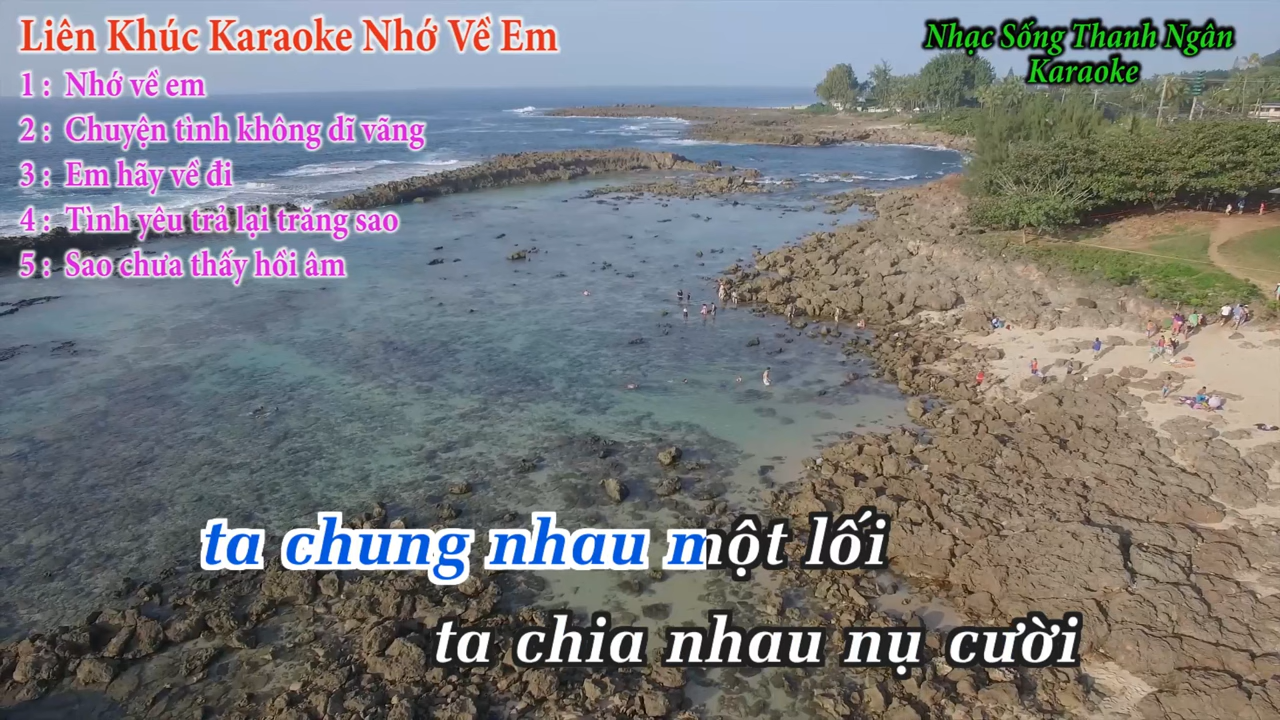 Liên Khúc Karaoke Nhớ Về Em
1 : Nhớ về em
2 : Chuyện tình không dĩ vãng
3 : Em hãy về đi
4 : Tình yêu trả lại trăng sao
5 : Sao chưa thấy hồi âm
Nhạc Sống Thanh Ngân
Karaoke
ta chung nhau một lối
ta chia nhau nụ cười